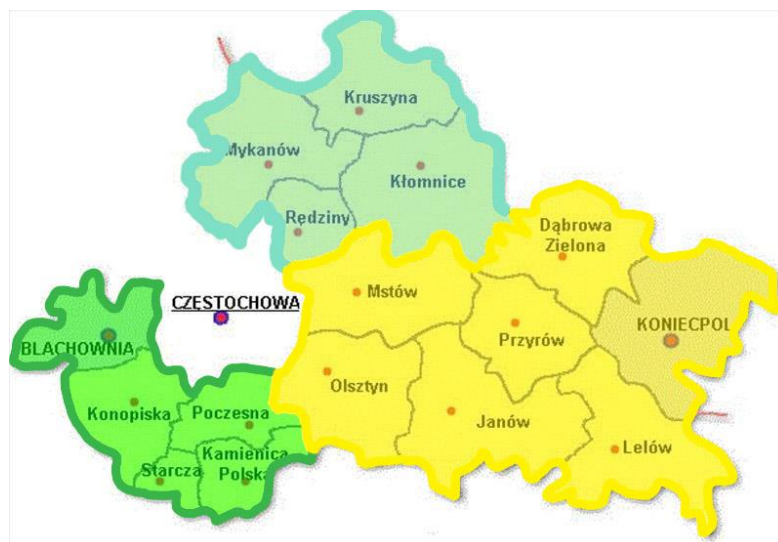 Kruszyna
Mykanów
Kłomnice
Rędziny
Dąbrowa
Zielona
CZĘSTOCHOWA
Mstów
KONIECPOL
BLACHOWNIA
Przyrów
Olsztyn
Konopiska
Poczesna
Janów
Lelów
Kamienica
Polska
Starcza